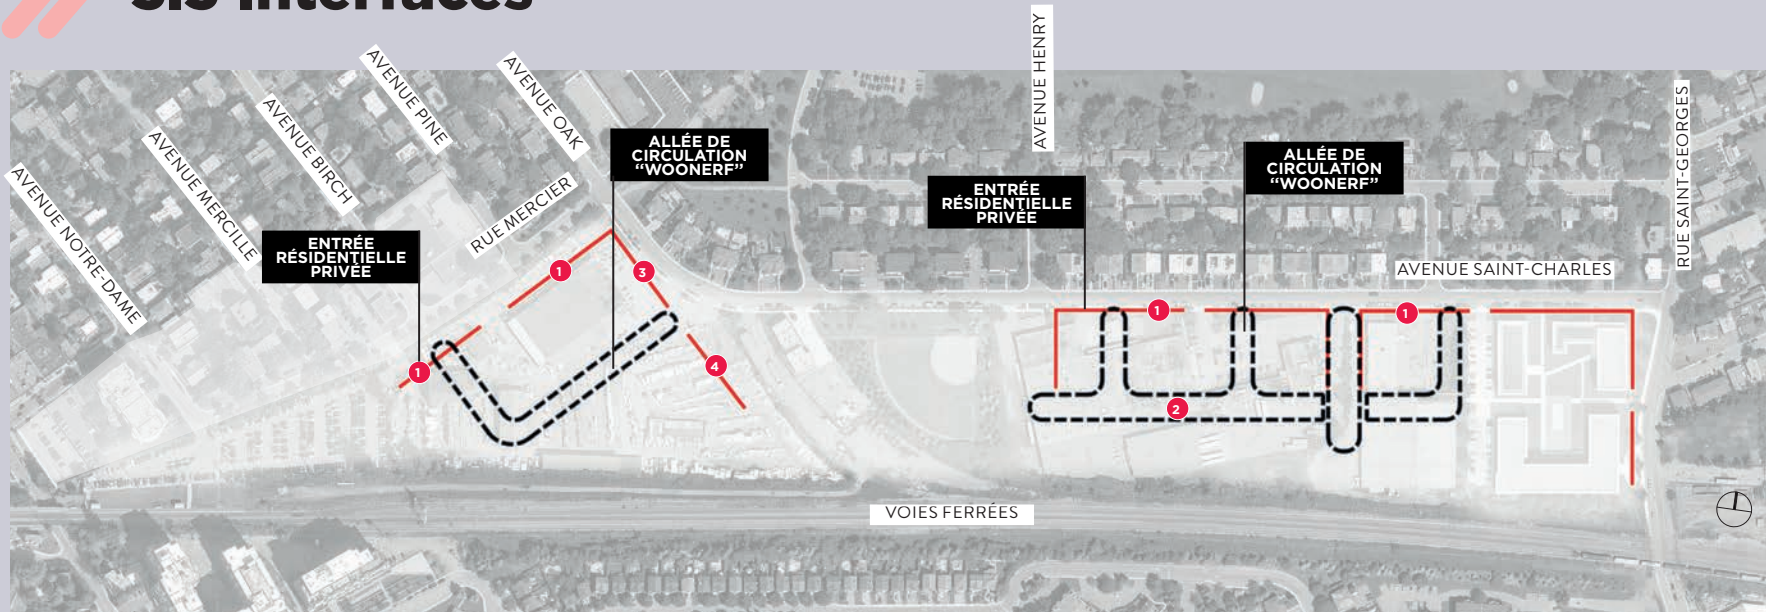 Interfaces
AVENUE HENRY
AVENUE PINE
AVENUE OAK
AVENUE BIRCH
AVENUE MERCILLE
AVENUE NOTRE-DAME
RUE MERCIER
RUE SAINT-GEORGES
AVENUE SAINT-CHARLES
ALLÉE DE
CIRCULATION
“WOONERF”
ENTRÉE
RÉSIDENTIELLE
PRIVÉE
ALLÉE DE
CIRCULATION
“WOONERF”
ENTRÉE
RÉSIDENTIELLE
PRIVÉE
1
3
1
4
1
1
2
VOIES FERRÉES